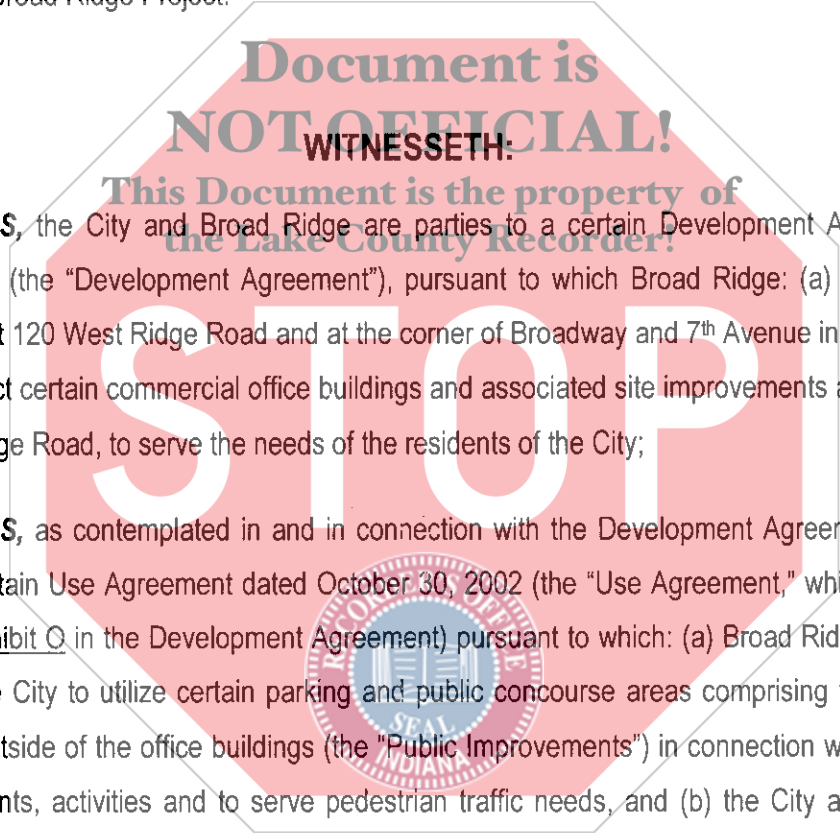 Broad Ridge Project.
Document is
NOT OFFICIAL!
WITNESSETH:
This Document is the property of
the Lake County Recorder!
S, the City and Broad Ridge are parties to a certain Development A
(the “Development Agreement”), pursuant to which Broad Ridge: (a)
t 120 West Ridge Road and at the corner of Broadway and 7th Avenue in
ct certain commercial office buildings and associated site improvements a
ge Road, to serve the needs of the residents of the City;
STOP
S, as contemplated in and in connection with the Development Agreer
tain Use Agreement dated October 30, 2002 (the “Use Agreement,” whi
ibit O in the Development Agreement) pursuant to which: (a) Broad Rid
City to utilize certain parking and public concourse areas comprising
tside of the office buildings (the “Public Improvements”) in connection w
nts, activities and to serve pedestrian traffic needs, and (b) the City a
RECORDER'S OFFICE
SEAL
INDIANA